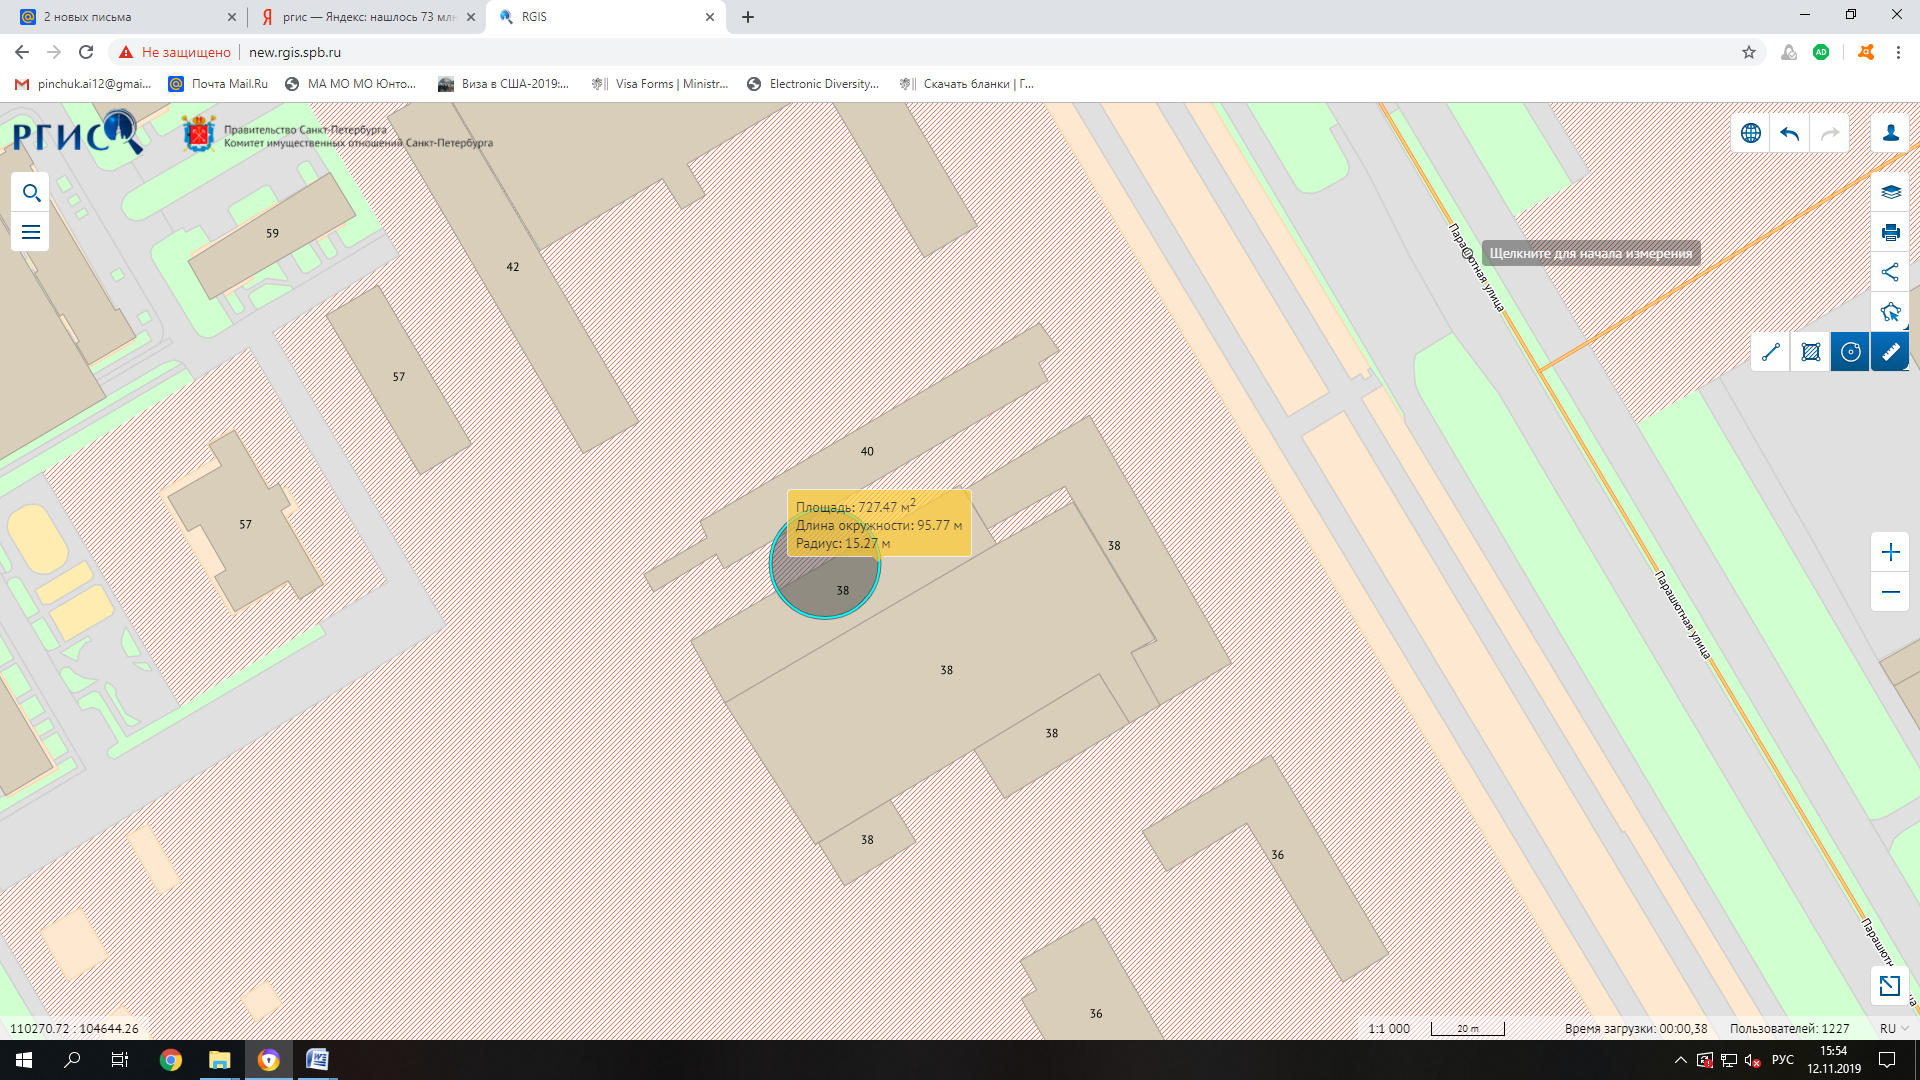 2 новых письма
ргис — Яндекс: нашлось 73 млн
RGIS
Не защищено
new.rgis.spb.ru
pinchuk.ai12@gmai...
Почта Mail.Ru
МА МО МО Юнто...
Виза в США-2019:...
Visa Forms | Ministr...
Electronic Diversity...
Скачать бланки | Г...
РГИС
Правительство Санкт-Петербурга
Комитет имущественных отношений Санкт-Петербурга
59
42
57
57
40
Площадь: 727.47 м2
Длина окружности: 95.77 м
Радиус: 15.27 м
38
38
38
38
38
36
36
Парашютная улица
Щелкните для начала измерения
Парашютная улица
110270.72 : 104644.26
1:1 000
20 m
Время загрузки: 00:00,38
Пользователей: 1227
RU
РУС
15:54
12.11.2019